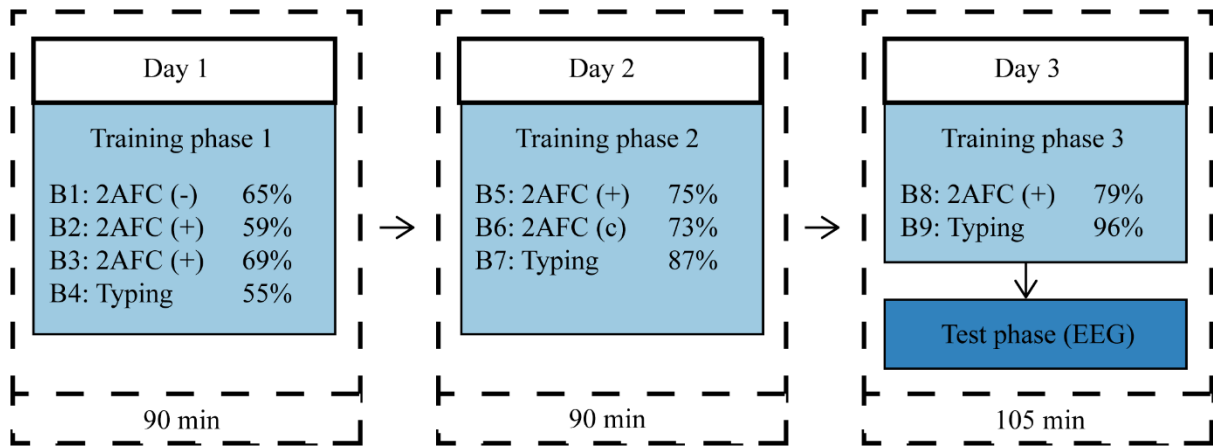 Day 1
Training phase 1
B1: 2AFC (-) 65%
B2: 2AFC (+) 59%
B3: 2AFC (+) 69%
B4: Typing 55%
90 min
Day 2
Training phase 2
B5: 2AFC (+) 75%
B6: 2AFC (c) 73%
B7: Typing 87%
90 min
Day 3
Training phase 3
B8: 2AFC (+) 79%
B9: Typing 96%
Test phase (EEG)
105 min